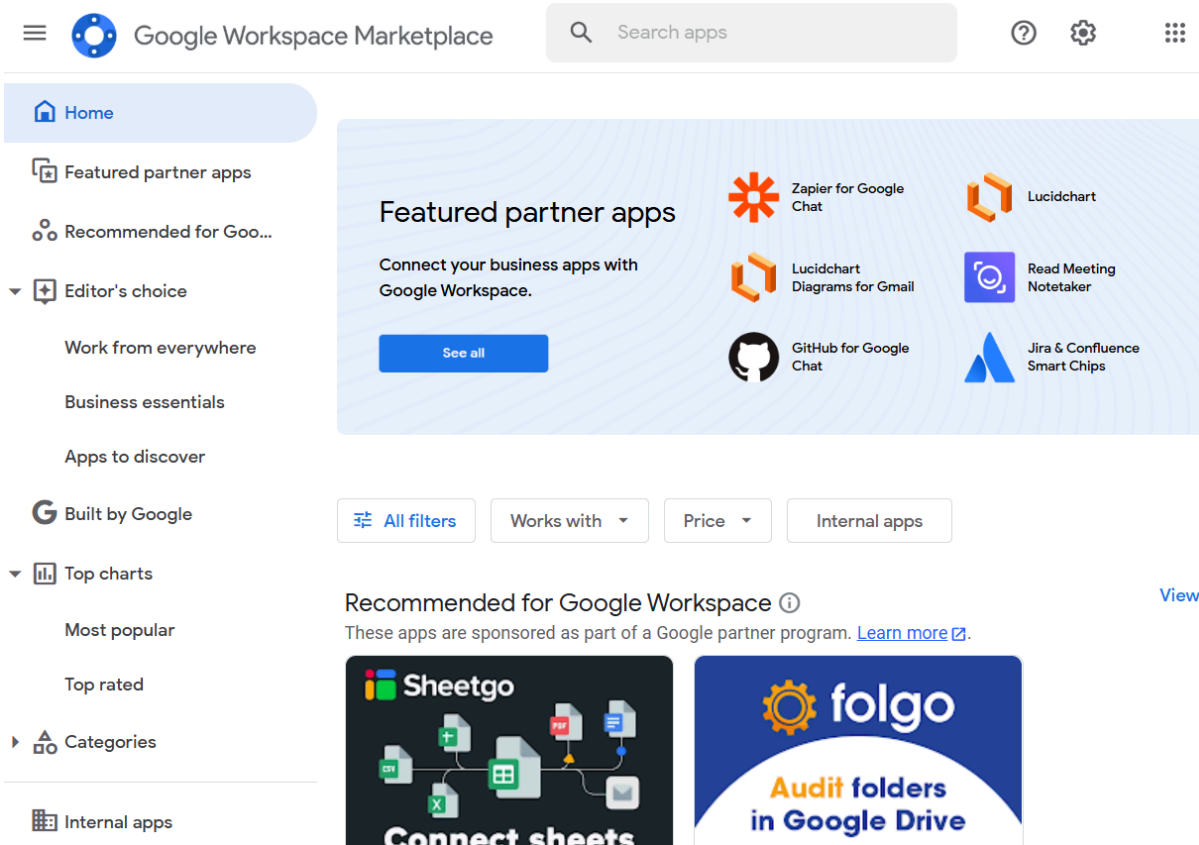 Google Workspace Marketplace
Search apps
Home
Featured partner apps
Recommended for Goo...
Editor's choice
Work from everywhere
Business essentials
Apps to discover
Built by Google
Top charts
Most popular
Top rated
Categories
Internal apps
Featured partner apps
Connect your business apps with
Google Workspace.
See all
Zapier for Google
Chat
Lucidchart
Lucidchart
Diagrams for Gmail
Read Meeting
Notetaker
GitHub for Google
Chat
Jira & Confluence
Smart Chips
All filters
Works with
Price
Internal apps
Recommended for Google Workspace
View
These apps are sponsored as part of a Google partner program. Learn more.
Sheetgo
PDF
CSV
X
Connect sheets
folgo
Audit folders
in Google Drive